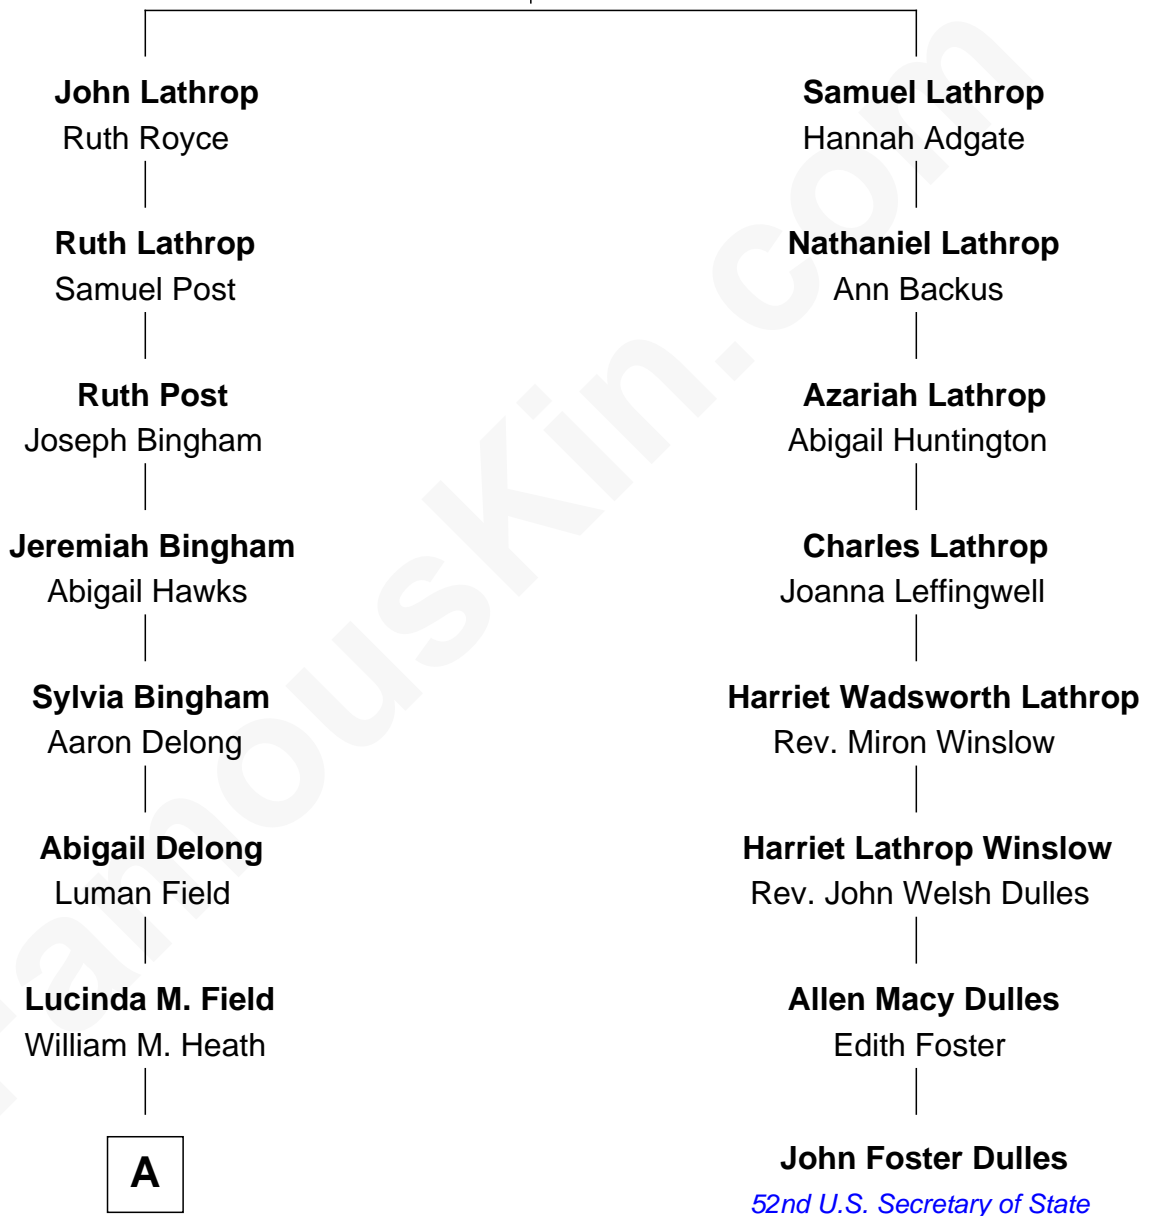 John Lathrop
Ruth Royce
Samuel Lathrop
Hannah Adgate
Ruth Lathrop
Samuel Post
Nathaniel Lathrop
Ann Backus
Ruth Post
Joseph Bingham
Azariah Lathrop
Abigail Huntington
Jeremiah Bingham
Abigail Hawks
Charles Lathrop
Joanna Leffingwell
Sylvia Bingham
Aaron Delong
Harriet Wadsworth Lathrop
Rev. Miron Winslow
Abigail Delong
Luman Field
Harriet Lathrop Winslow
Rev. John Welsh Dulles
Lucinda M. Field
William M. Heath
Allen Macy Dulles
Edith Foster
A
John Foster Dulles
52nd U.S. Secretary of State
FamousKin.com